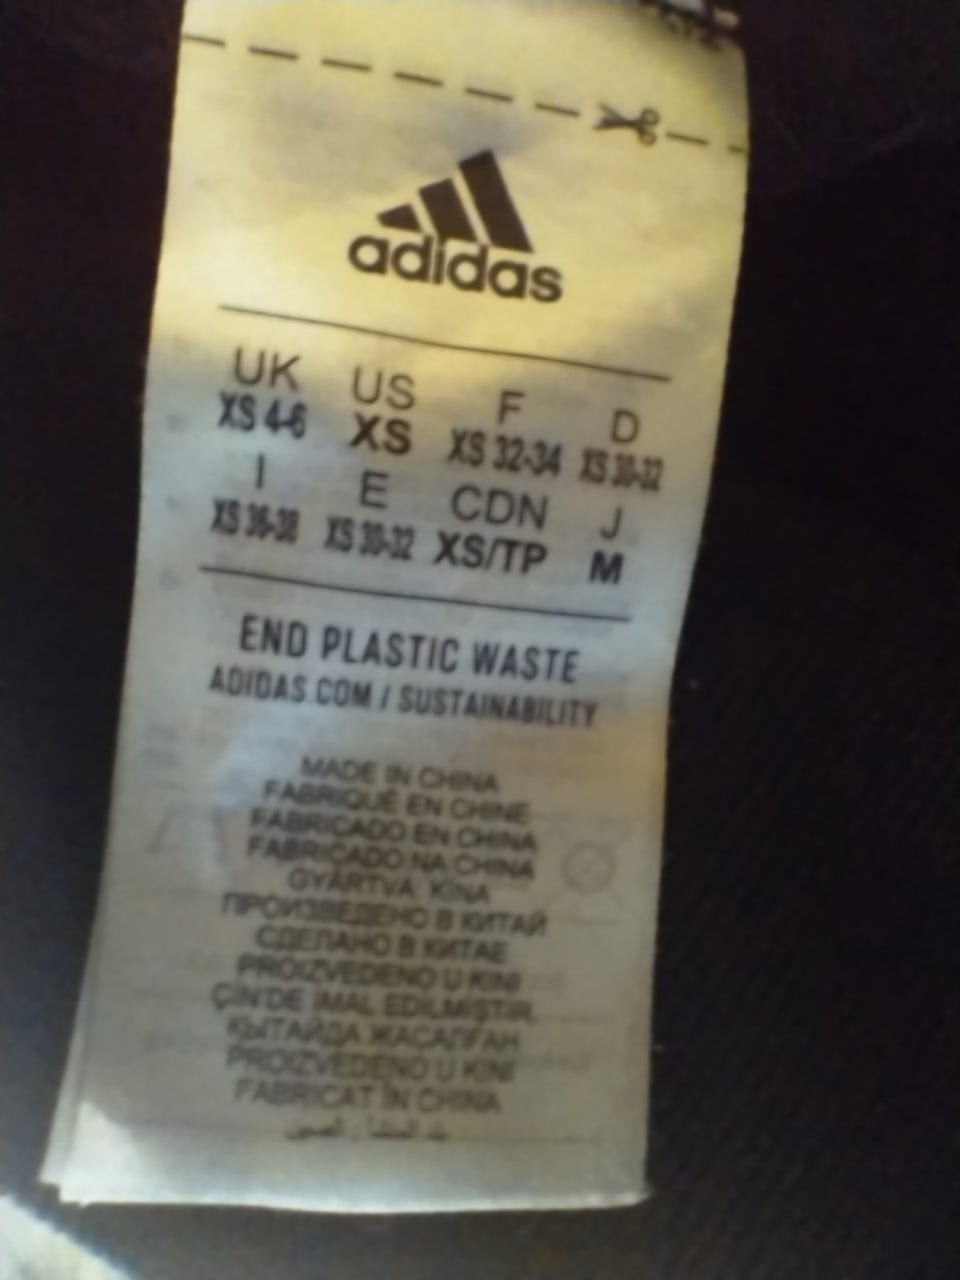 adidas
UK US F D
XS 4-6 XS XS 32-34 XS 30-32
I E CDN J
XS 36-38 XS 30-32 XS/TP M
END PLASTIC WASTE
ADIDAS.COM / SUSTAINABILITY
MADE IN CHINA
FABRIQUÉ EN CHINE
FABRICADO EN CHINA
FABRICADO NA CHINA
GYÁRTVA: KÍNA
ПРОИЗВЕДЕНО В КИТАЙ
СДЕЛАНО В КИТАЕ
PROIZVEDENO U KINI
ÇİN'DE İMAL EDİLMİŞTİR.
ҚЫТАЙДА ЖАСАЛҒАН
PROIZVEDENO U KINI
FABRICAT ÎN CHINA
بلد المنشأ : الصين